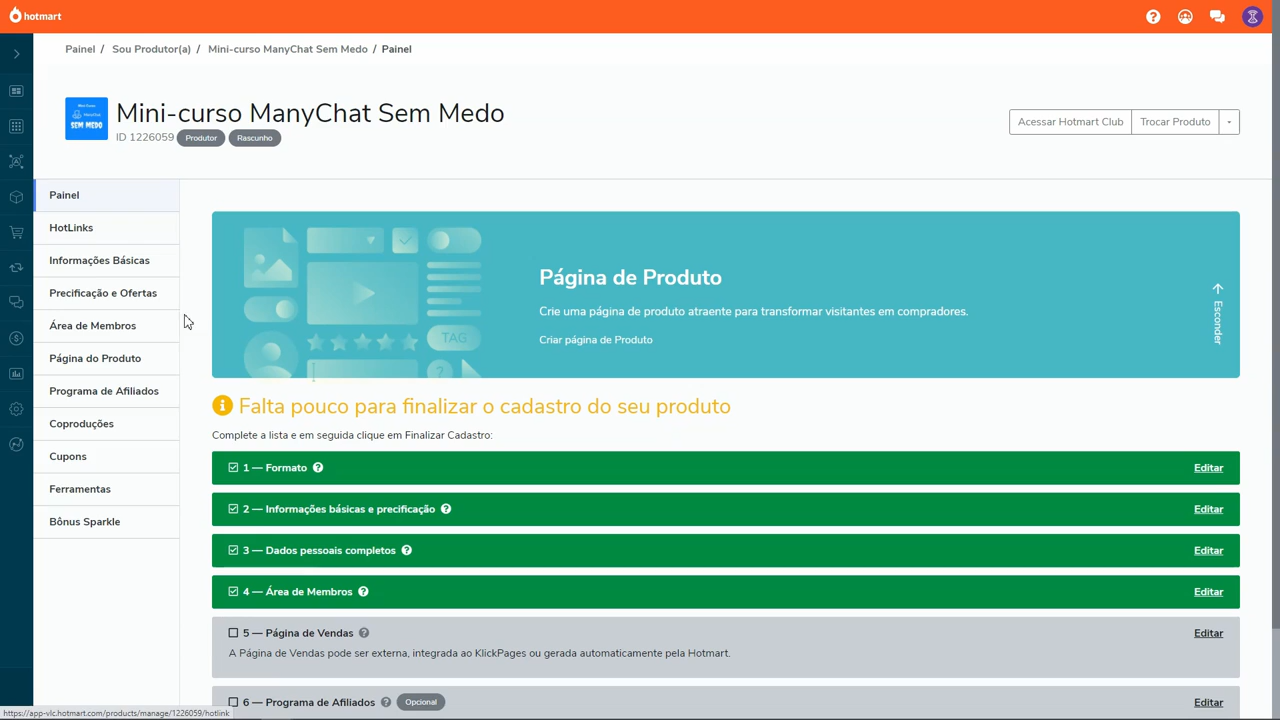 hotmart
Painel / Sou Produtor(a) / Mini-curso ManyChat Sem Medo / Painel
Mini Curso
ManyChat
SEM MEDO
Mini-curso ManyChat Sem Medo
ID 1226059 Produtor Rascunho
Acessar Hotmart Club Trocar Produto
Painel
HotLinks
Informações Básicas
Precificação e Ofertas
Área de Membros
Página do Produto
Programa de Afiliados
Coproduções
Cupons
Ferramentas
Bônus Sparkle
TAG
Página de Produto
Crie uma página de produto atraente para transformar visitantes em compradores.
Criar página de Produto
Esconder
Falta pouco para finalizar o cadastro do seu produto
Complete a lista e em seguida clique em Finalizar Cadastro:
1 — Formato Editar
2 — Informações básicas e precificação Editar
3 — Dados pessoais completos Editar
4 — Área de Membros Editar
5 — Página de Vendas Editar
A Página de Vendas pode ser externa, integrada ao KlickPages ou gerada automaticamente pela Hotmart.
6 — Programa de Afiliados Opcional Editar
https://app-vlc.hotmart.com/products/manage/1226059/hotlink